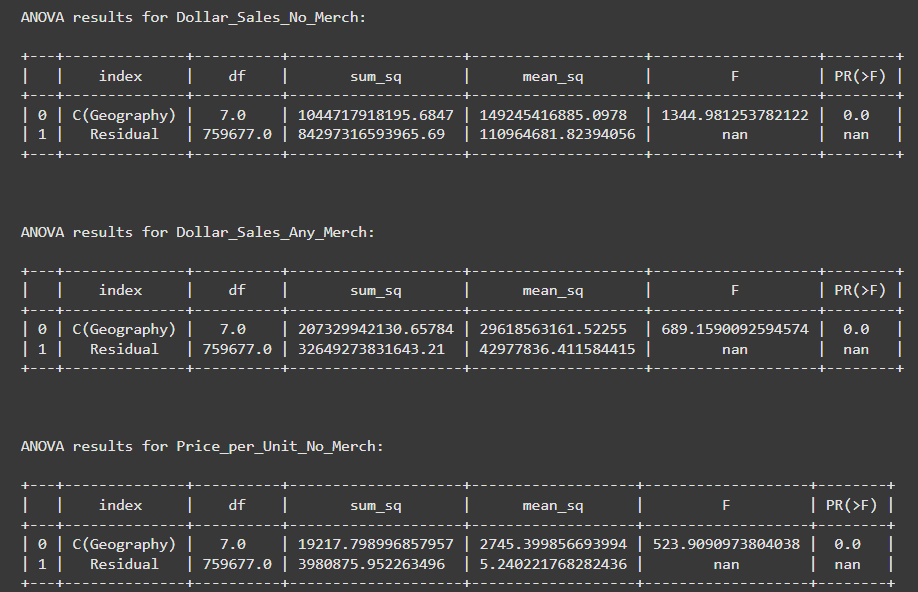 ANOVA results for Dollar_Sales_No_Merch:
+---+--------------+----------+--------------------+--------------------+-------------------+--------+
|   |    index     |    df    |       sum_sq       |      mean_sq       |         F         | PR(>F) |
+---+--------------+----------+--------------------+--------------------+-------------------+--------+
| 0 | C(Geography) |   7.0    | 1044717918195.6847 | 149245416885.0978  | 1344.981253782122 |  0.0   |
| 1 |   Residual   | 759677.0 | 84297316593965.69  | 110964681.82394056 |        nan        |  nan   |
+---+--------------+----------+--------------------+--------------------+-------------------+--------+
ANOVA results for Dollar_Sales_Any_Merch:
+---+--------------+----------+--------------------+--------------------+-------------------+--------+
|   |    index     |    df    |       sum_sq       |      mean_sq       |         F         | PR(>F) |
+---+--------------+----------+--------------------+--------------------+-------------------+--------+
| 0 | C(Geography) |   7.0    | 207329942130.65784 | 29618563161.52255  | 689.1590092594574 |  0.0   |
| 1 |   Residual   | 759677.0 | 32649273831643.21  | 42977836.411584415 |        nan        |  nan   |
+---+--------------+----------+--------------------+--------------------+-------------------+--------+
ANOVA results for Price_per_Unit_No_Merch:
+---+--------------+----------+--------------------+-------------------+-------------------+--------+
|   |    index     |    df    |       sum_sq       |      mean_sq      |         F         | PR(>F) |
+---+--------------+----------+--------------------+-------------------+-------------------+--------+
| 0 | C(Geography) |   7.0    | 19217.798996857957 | 2745.399856693994 | 523.9090973804038 |  0.0   |
| 1 |   Residual   | 759677.0 | 3980875.952263496  | 5.240221768282436 |        nan        |  nan   |
+---+--------------+----------+--------------------+-------------------+-------------------+--------+